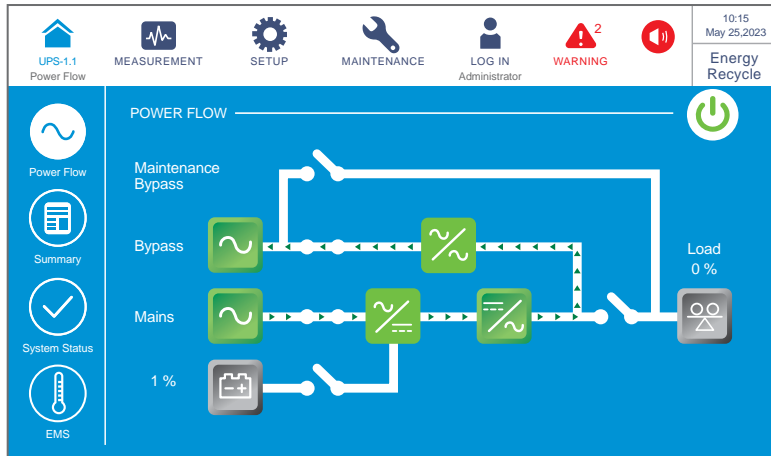 UPS-1.1
Power Flow
MEASUREMENT
SETUP
MAINTENANCE
LOG IN
Administrator
2
WARNING
10:15
May 25,2023
Energy
Recycle
Power Flow
Summary
System Status
EMS
POWER FLOW
Maintenance
Bypass
Bypass
Mains
1 %
Load
0 %